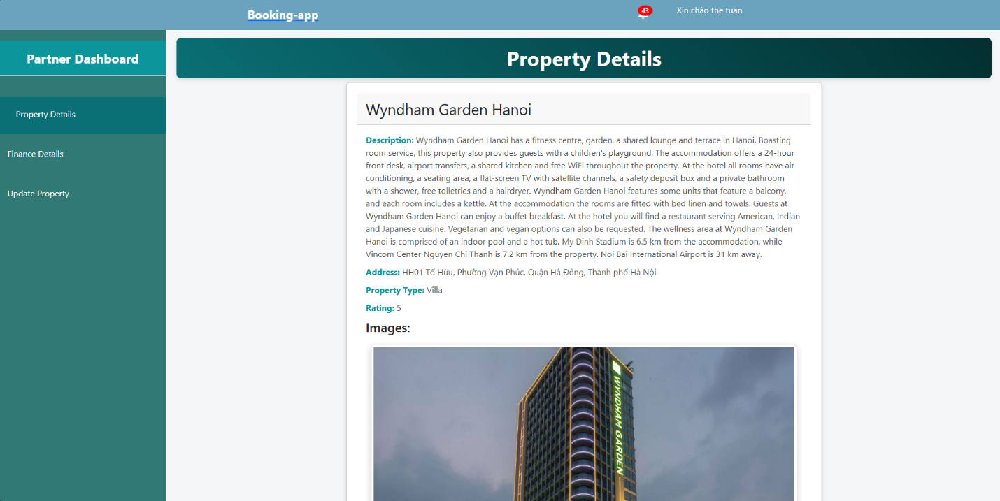 Booking-app
43
Xin chào the tuan
Partner Dashboard
Property Details
Finance Details
Update Property
Property Details
Wyndham Garden Hanoi
Description: Wyndham Garden Hanoi has a fitness centre, garden, a shared lounge and terrace in Hanoi. Boasting
room service, this property also provides guests with a children's playground. The accommodation offers a 24-hour
front desk, airport transfers, a shared kitchen and free WiFi throughout the property. At the hotel all rooms have air
conditioning, a seating area, a flat-screen TV with satellite channels, a safety deposit box and a private bathroom
with a shower, free toiletries and a hairdryer. Wyndham Garden Hanoi features some units that feature a balcony,
and each room includes a kettle. At the accommodation the rooms are fitted with bed linen and towels. Guests at
Wyndham Garden Hanoi can enjoy a buffet breakfast. At the hotel you will find a restaurant serving American, Indian
and Japanese cuisine. Vegetarian and vegan options can also be requested. The wellness area at Wyndham Garden
Hanoi is comprised of an indoor pool and a hot tub. My Dinh Stadium is 6.5 km from the accommodation, while
Vincom Center Nguyen Chi Thanh is 7.2 km from the property. Noi Bai International Airport is 31 km away.
Address: HH01 Tố Hữu, Phường Vạn Phúc, Quận Hà Đông, Thành phố Hà Nội
Property Type: Villa
Rating: 5
Images:
WYNDHAM GARDEN